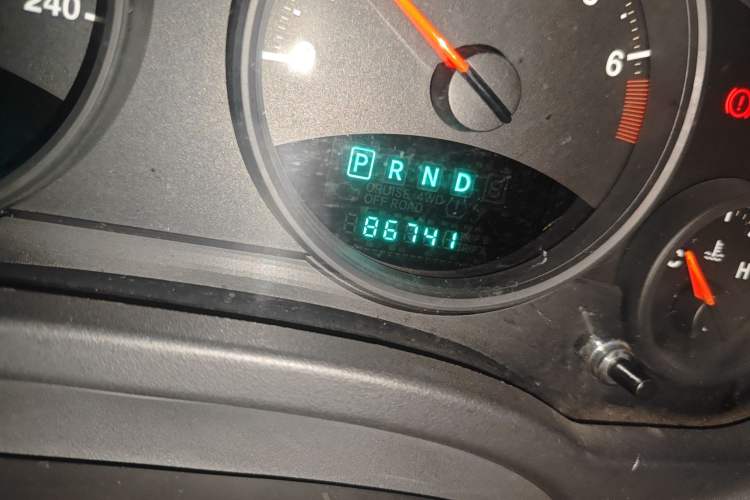 240
6
P R N D
CRUISE 4WD
OFF ROAD
86741
H